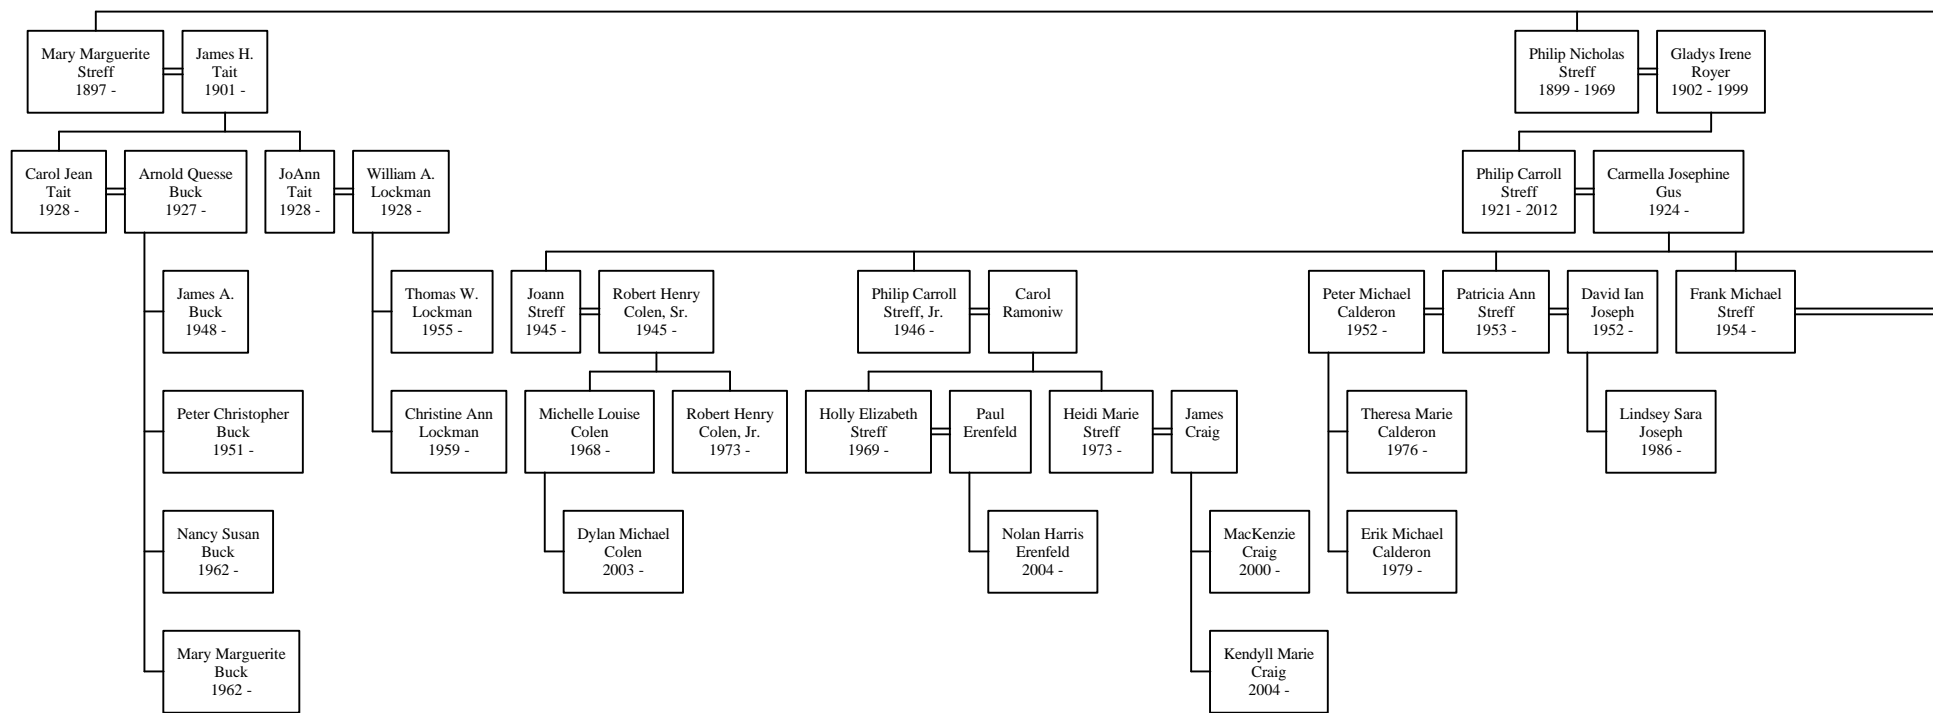 Mary Marguerite
Streff
1897 -
James H.
Tait
1901 -
Philip Nicholas
Streff
1899 - 1969
Gladys Irene
Royer
1902 - 1999
Carol Jean
Tait
1928 -
Arnold Quesse
Buck
1927 -
JoAnn
Tait
1928 -
William A.
Lockman
1928 -
Philip Carroll
Streff
1921 - 2012
Carmella Josephine
Gus
1924 -
James A.
Buck
1948 -
Thomas W.
Lockman
1955 -
Joann
Streff
1945 -
Robert Henry
Colen, Sr.
1945 -
Philip Carroll
Streff, Jr.
1946 -
Carol
Ramoniw
Peter Michael
Calderon
1952 -
Patricia Ann
Streff
1953 -
David Ian
Joseph
1952 -
Frank Michael
Streff
1954 -
Peter Christopher
Buck
1951 -
Christine Ann
Lockman
1959 -
Michelle Louise
Colen
1968 -
Robert Henry
Colen, Jr.
1973 -
Holly Elizabeth
Streff
1969 -
Paul
Erenfeld
Heidi Marie
Streff
1973 -
James
Craig
Theresa Marie
Calderon
1976 -
Lindsey Sara
Joseph
1986 -
Nancy Susan
Buck
1962 -
Dylan Michael
Colen
2003 -
Nolan Harris
Erenfeld
2004 -
MacKenzie
Craig
2000 -
Erik Michael
Calderon
1979 -
Mary Marguerite
Buck
1962 -
Kendyll Marie
Craig
2004 -